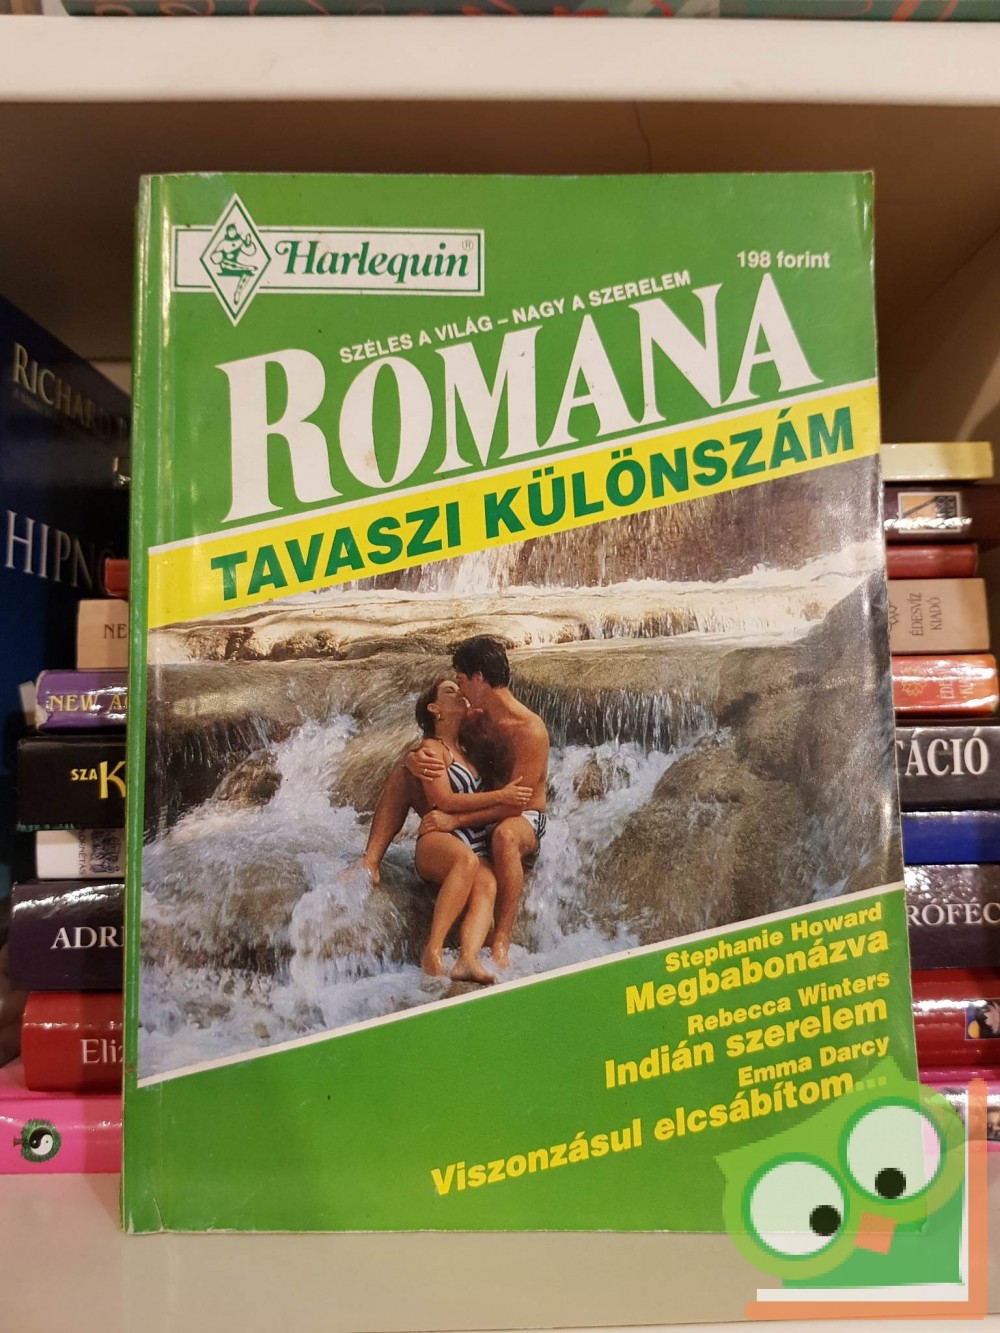 Harlequin®
198 forint
SZÉLES A VILÁG – NAGY A SZERELEM
ROMANA
TAVASZI KÜLÖNSZÁM
Stephanie Howard
Megbabonázva
Rebecca Winters
Indián szerelem
Emma Darcy
Viszonzásul elcsábítom...
RICHARD
HIPN
NE
NEW A
SZA K
ADRI
Eliz
ÉDESVÍZ
KIADÓ
TÁCIÓ
RÓFÉC